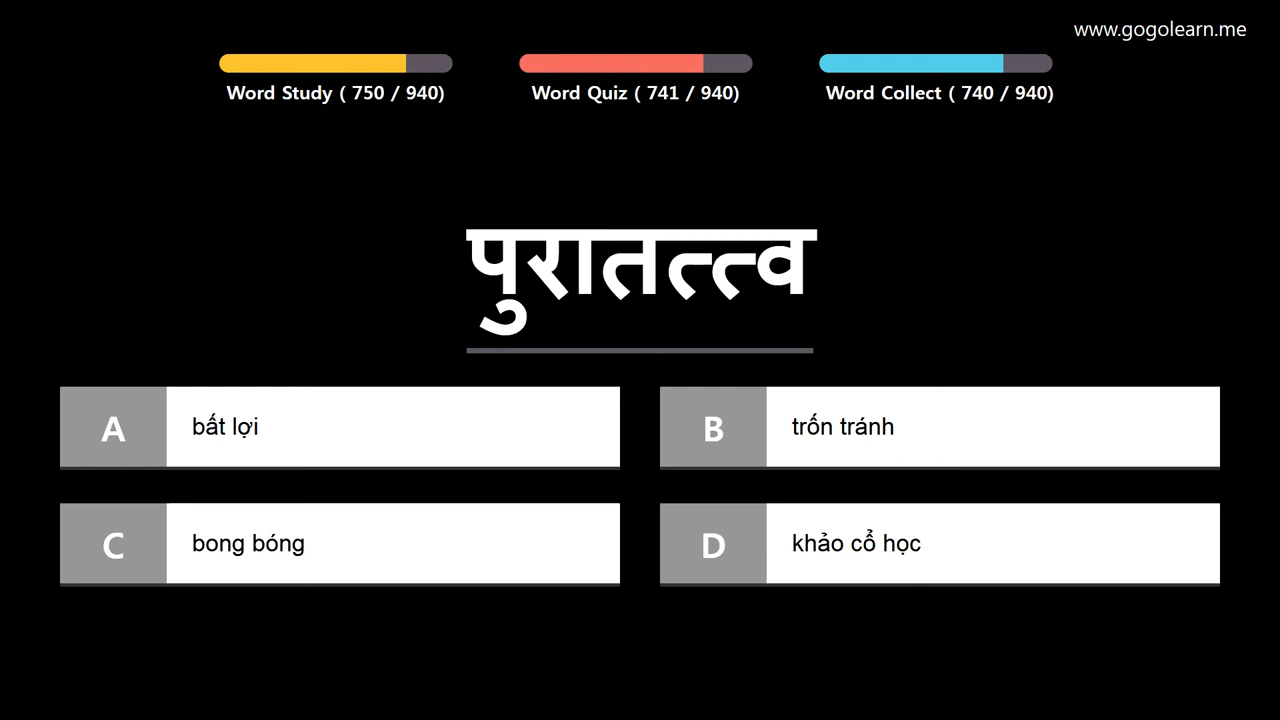 www.gogolearn.me
Word Study ( 750 / 940)
Word Quiz ( 741 / 940)
Word Collect ( 740 / 940)
पुरातत्त्व
A bất lợi
B trốn tránh
C bong bóng
D khảo cổ học